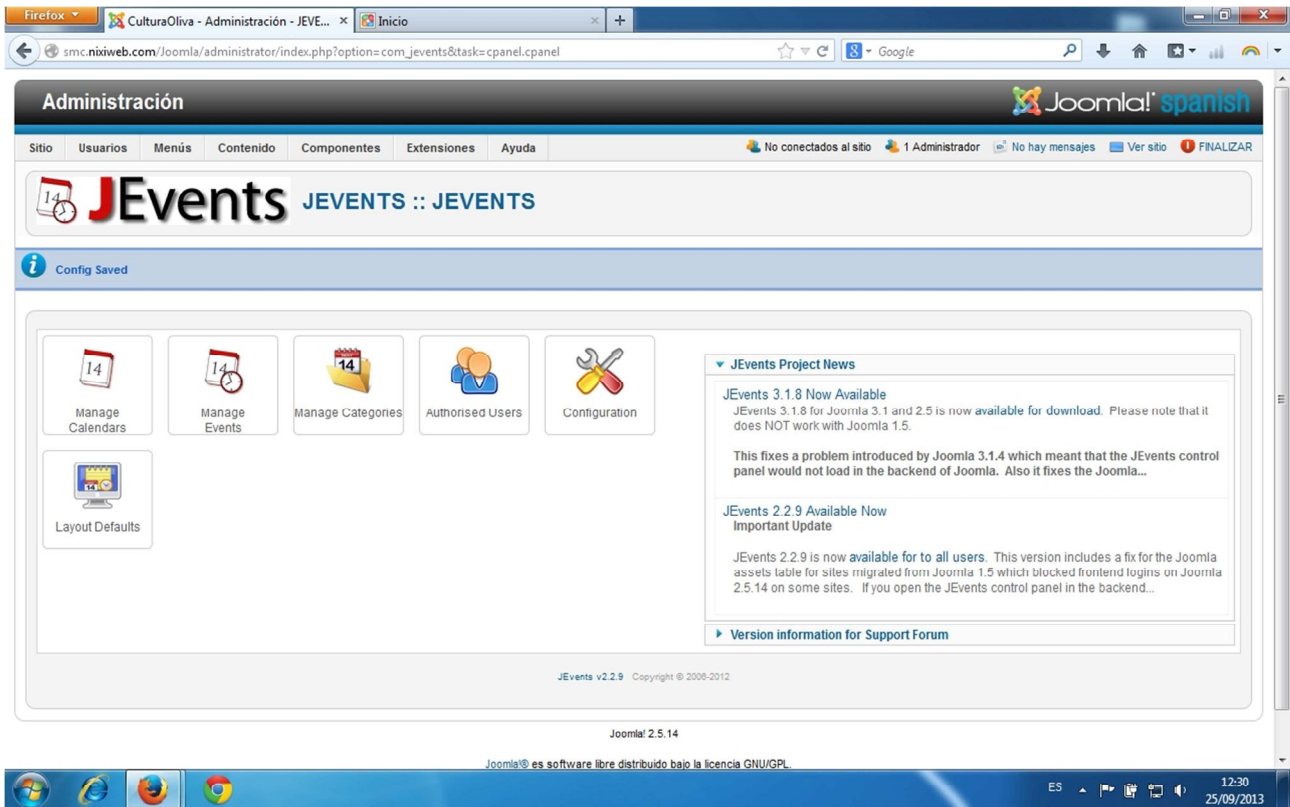 Firefox
CulturaOliva - Administración - JEVE...
Inicio
smc.nixiweb.com/Joomla/administrator/index.php?option=com_jevents&task=cpanel.cpanel
Google
Administración
Joomla! spanish
Sitio Usuarios Menús Contenido Componentes Extensiones Ayuda
No conectados al sitio 1 Administrador No hay mensajes Ver sitio FINALIZAR
14 JEvents JEVENTS :: JEVENTS
Config Saved
14
Manage
Calendars
14
Manage
Events
14
Manage Categories
Authorised Users
Configuration
14
Layout Defaults
JEvents Project News
JEvents 3.1.8 Now Available
JEvents 3.1.8 for Joomla 3.1 and 2.5 is now available for download. Please note that it
does NOT work with Joomla 1.5.
This fixes a problem introduced by Joomla 3.1.4 which meant that the JEvents control
panel would not load in the backend of Joomla. Also it fixes the Joomla...
JEvents 2.2.9 Available Now
Important Update
JEvents 2.2.9 is now available for to all users. This version includes a fix for the Joomla
assets table for sites migrated from Joomla 1.5 which blocked frontend logins on Joomla
2.5.14 on some sites. If you open the JEvents control panel in the backend...
Version information for Support Forum
JEvents v2.2.9 Copyright © 2006-2012
Joomla! 2.5.14
Joomla!® es software libre distribuido bajo la licencia GNU/GPL.
ES
12:30
25/09/2013